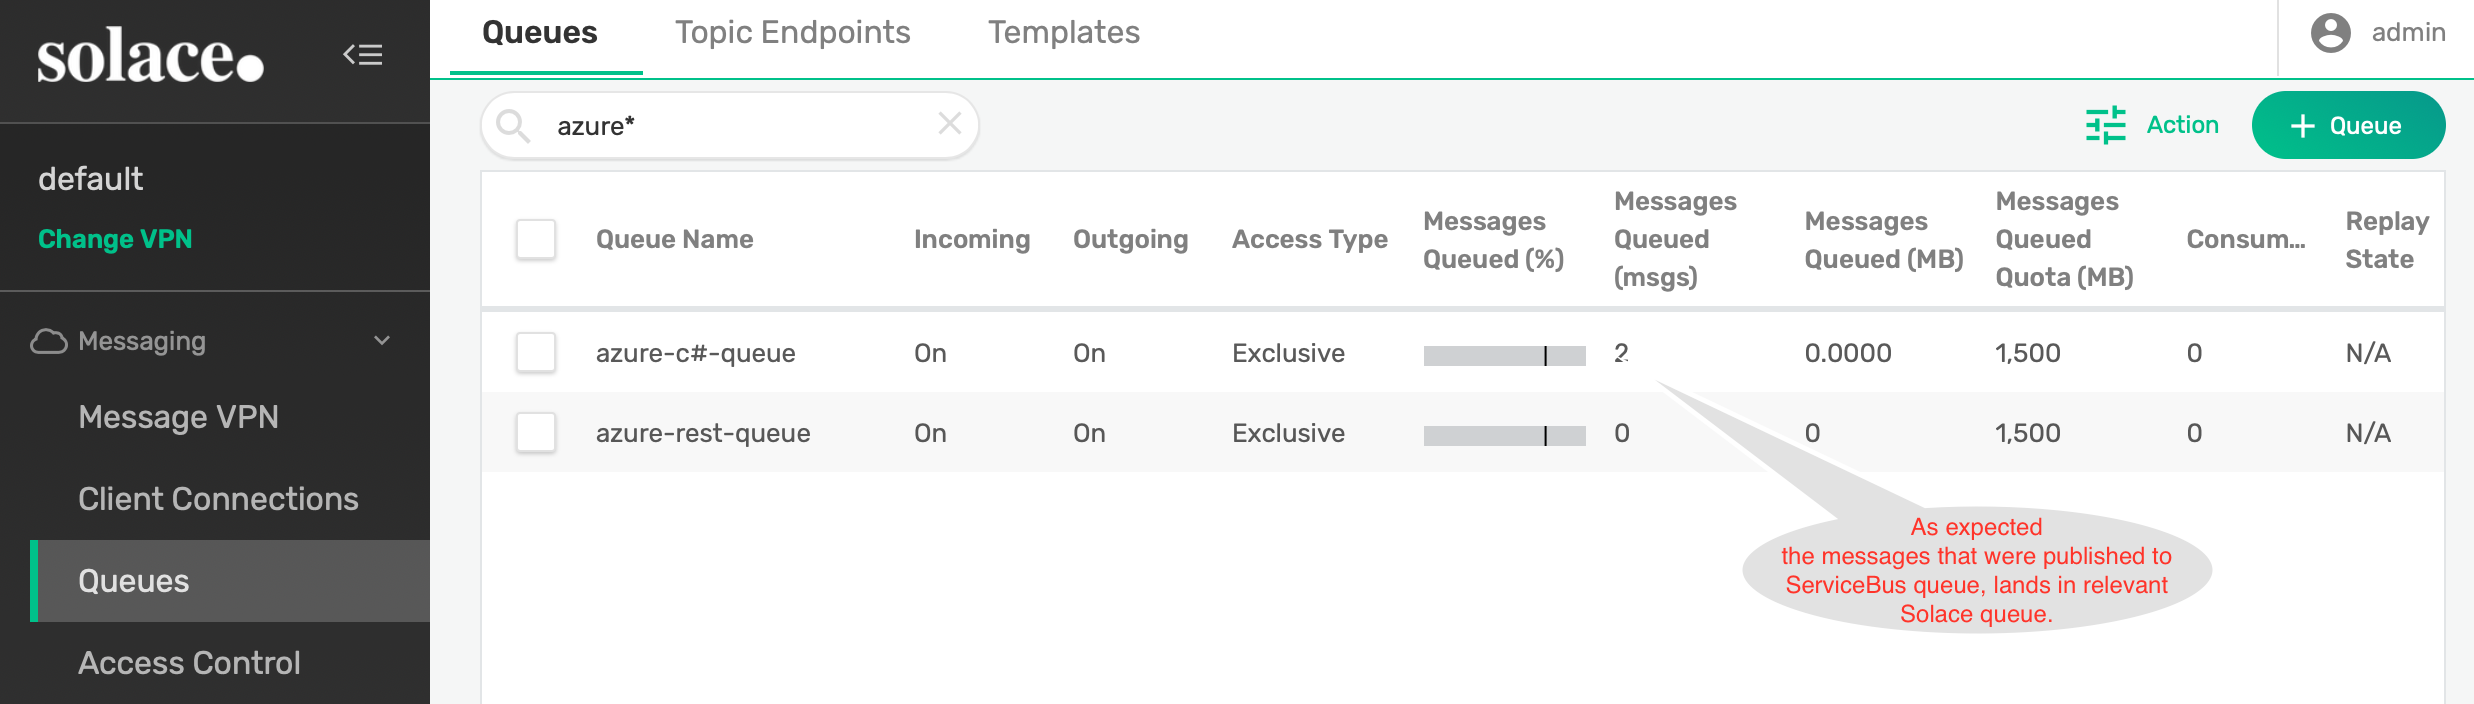 solace.
default
Change VPN
Messaging
Message VPN
Client Connections
Queues
Access Control
Queues Topic Endpoints Templates
admin
azure*
Action
+ Queue
Queue Name Incoming Outgoing Access Type Messages Queued (%) Messages Queued (msgs) Messages Queued (MB) Messages Queued Quota (MB) Consum... Replay State
azure-c#-queue On On Exclusive 2 0.0000 1,500 0 N/A
azure-rest-queue On On Exclusive 0 0 1,500 0 N/A
As expected
the messages that were published to
ServiceBus queue, lands in relevant
Solace queue.